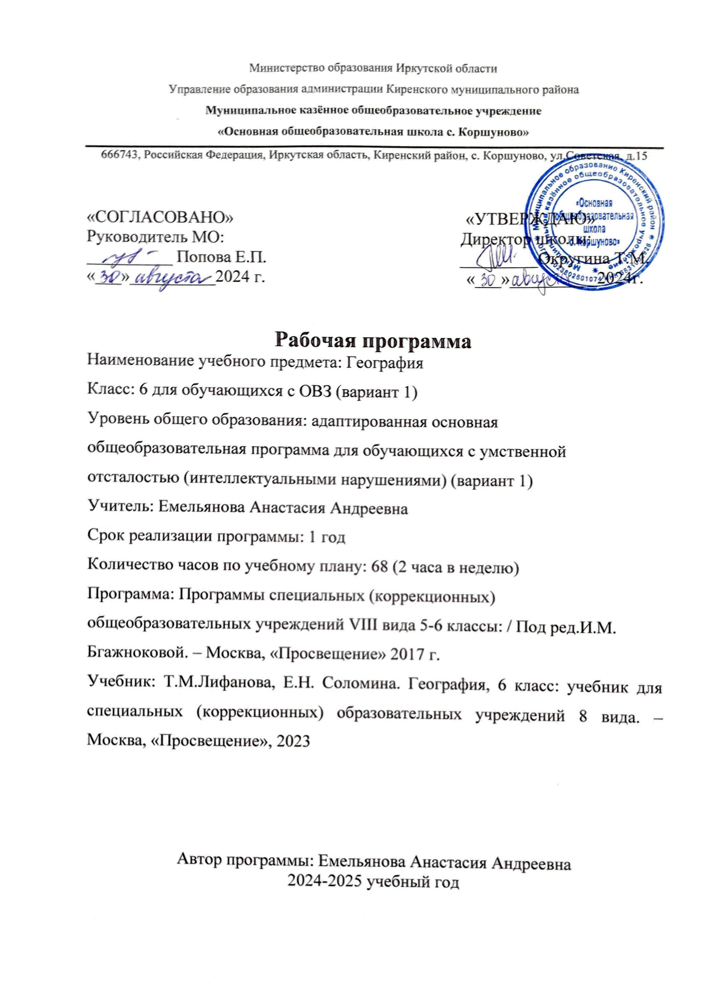 Министерство образования Иркутской области
Управление образования администрации Киренского муниципального района
Муниципальное казённое общеобразовательное учреждение
«Основная общеобразовательная школа с. Коршуново»
666743, Российская Федерация, Иркутская область, Киренский район, с. Коршуново, ул.Советская, д.15
«СОГЛАСОВАНО»
Руководитель МО:
Попова Е.П.
«30» августа 2024 г.
«УТВЕРЖДАЮ»
Директор школы:
Округина Т.М.
«30» августа 2024г.
Муниципальное образование Киренский район
Муниципальное казённое общеобразовательное учреждение
«Основная
общеобразовательная
школа
с. Коршуново»
Рабочая программа
Наименование учебного предмета: География
Класс: 6 для обучающихся с ОВЗ (вариант 1)
Уровень общего образования: адаптированная основная
общеобразовательная программа для обучающихся с умственной
отсталостью (интеллектуальными нарушениями) (вариант 1)
Учитель: Емельянова Анастасия Андреевна
Срок реализации программы: 1 год
Количество часов по учебному плану: 68 (2 часа в неделю)
Программа: Программы специальных (коррекционных)
общеобразовательных учреждений VIII вида 5-6 классы: / Под ред.И.М.
Бгажноковой. – Москва, «Просвещение» 2017 г.
Учебник: Т.М.Лифанова, Е.Н. Соломина. География, 6 класс: учебник для
специальных (коррекционных) образовательных учреждений 8 вида. –
Москва, «Просвещение», 2023
Автор программы: Емельянова Анастасия Андреевна
2024-2025 учебный год